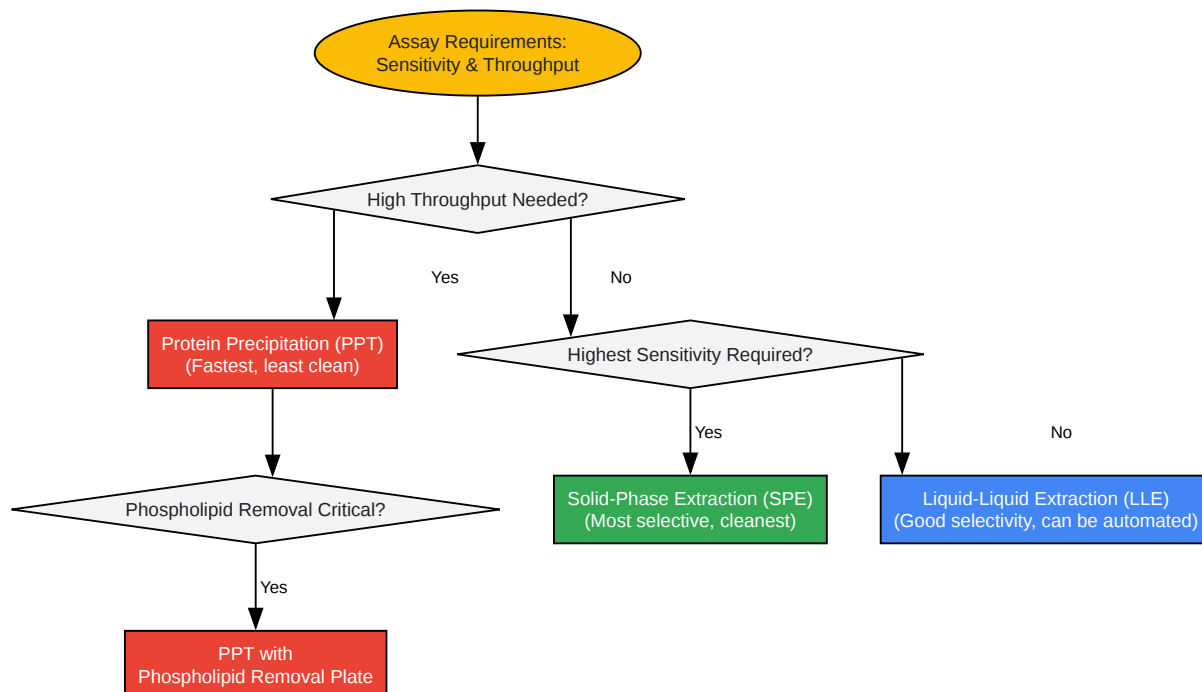 Assay Requirements:
Sensitivity & Throughput
High Throughput Needed?
Yes
No
Protein Precipitation (PPT)
(Fastest, least clean)
Highest Sensitivity Required?
Yes
No
Phospholipid Removal Critical?
Solid-Phase Extraction (SPE)
(Most selective, cleanest)
Liquid-Liquid Extraction (LLE)
(Good selectivity, can be automated)
Yes
PPT with
Phospholipid Removal Plate